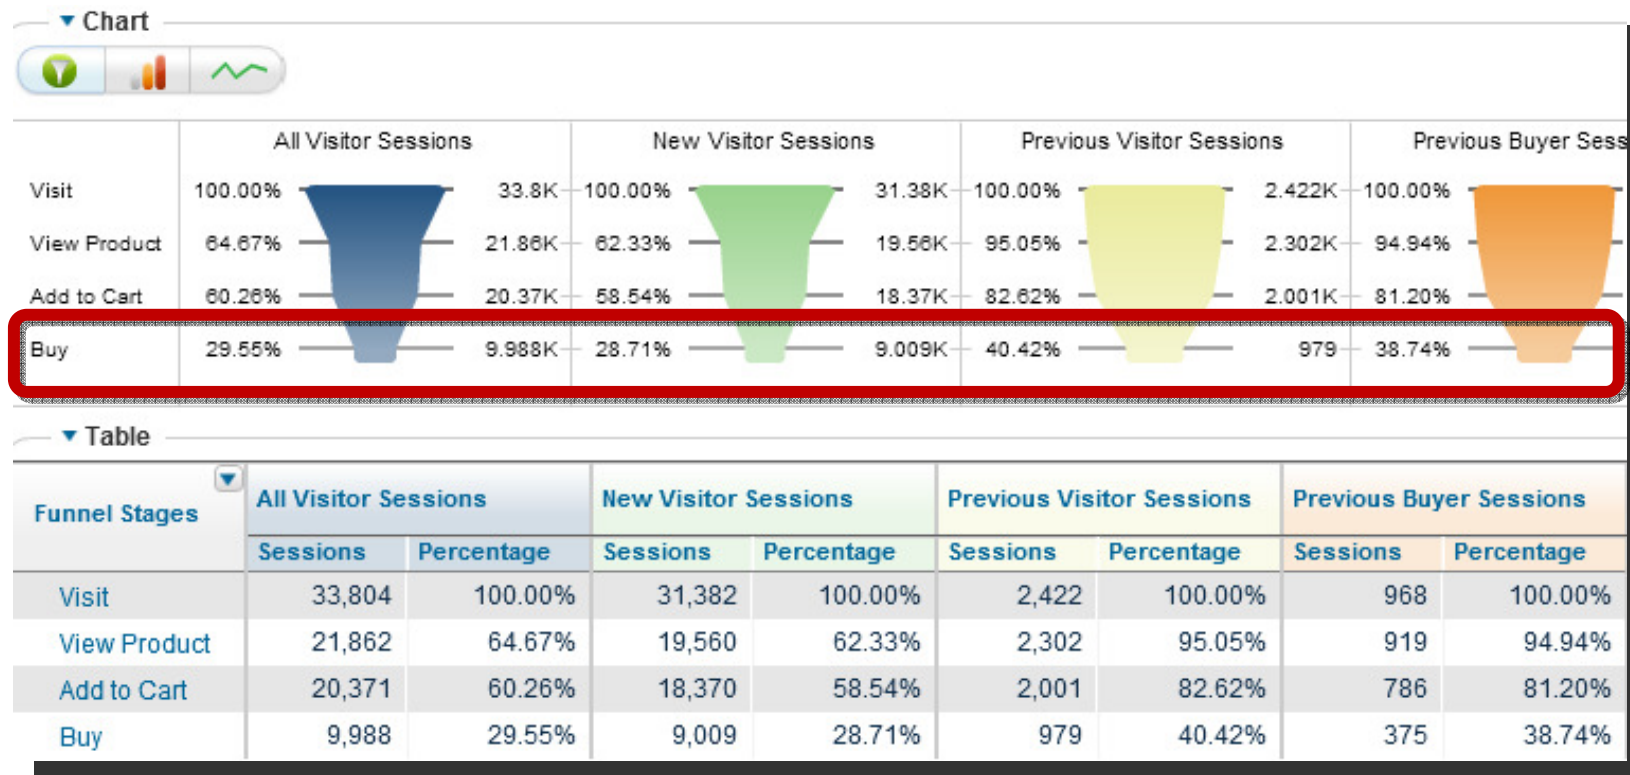 Chart
All Visitor Sessions New Visitor Sessions Previous Visitor Sessions Previous Buyer Sess
Visit 100.00% 33.8K 100.00% 31.38K 100.00% 2.422K 100.00%
View Product 64.67% 21.86K 62.33% 19.56K 95.05% 2.302K 94.94%
Add to Cart 60.26% 20.37K 58.54% 18.37K 82.62% 2.001K 81.20%
Buy 29.55% 9.988K 28.71% 9.009K 40.42% 979 38.74%
Table
Funnel Stages All Visitor Sessions New Visitor Sessions Previous Visitor Sessions Previous Buyer Sessions
Sessions Percentage Sessions Percentage Sessions Percentage Sessions Percentage
Visit 33,804 100.00% 31,382 100.00% 2,422 100.00% 968 100.00%
View Product 21,862 64.67% 19,560 62.33% 2,302 95.05% 919 94.94%
Add to Cart 20,371 60.26% 18,370 58.54% 2,001 82.62% 786 81.20%
Buy 9,988 29.55% 9,009 28.71% 979 40.42% 375 38.74%